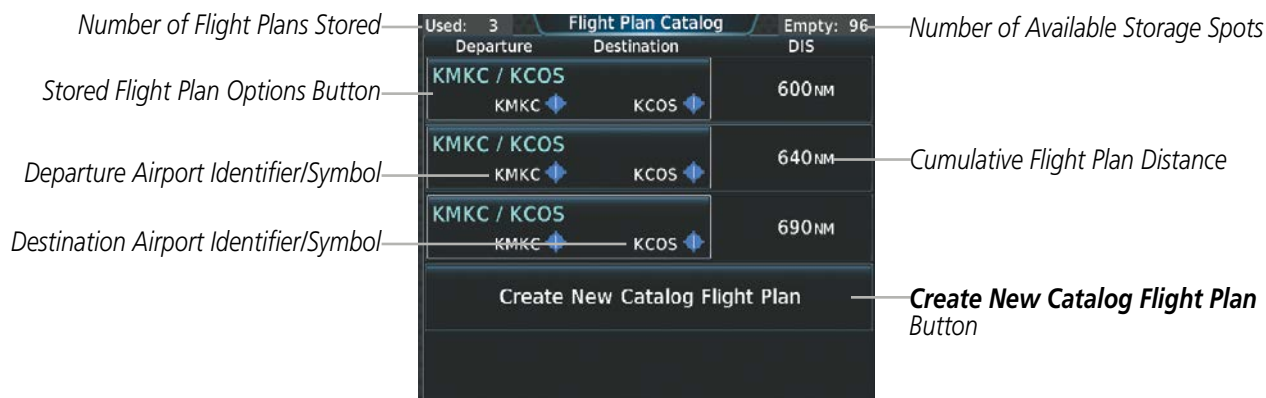 Number of Flight Plans Stored
Used: 3
Flight Plan Catalog
Empty: 96
Number of Available Storage Spots
Departure
Destination
DIS
Stored Flight Plan Options Button
KMKC / KCOS
KMKC
KCOS
600NM
Departure Airport Identifier/Symbol
KMKC / KCOS
KMKC
KCOS
640NM
Cumulative Flight Plan Distance
Destination Airport Identifier/Symbol
KMKC / KCOS
KMKC
KCOS
690NM
Create New Catalog Flight Plan
Create New Catalog Flight Plan
Button